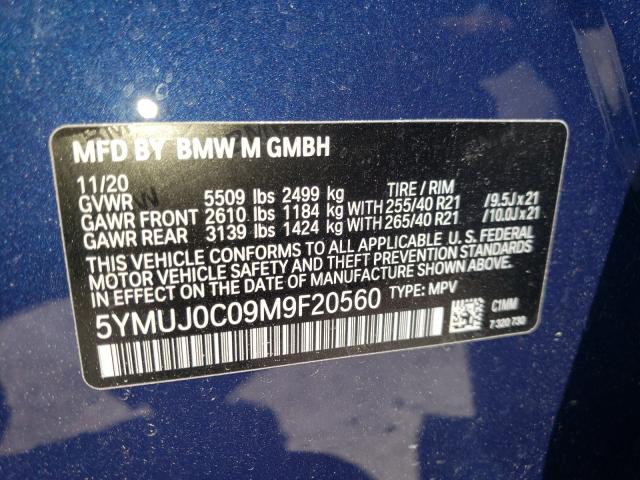 MFD BY BMW M GMBH
11/20
GVWR 5509 lbs 2499 kg TIRE / RIM
GAWR FRONT 2610 lbs 1184 kg WITH 255/40 R21 /9.5J x 21
GAWR REAR 3139 lbs 1424 kg WITH 265/40 R21 /10.0J x 21
THIS VEHICLE CONFORMS TO ALL APPLICABLE U. S. FEDERAL
MOTOR VEHICLE SAFETY AND THEFT PREVENTION STANDARDS
IN EFFECT ON THE DATE OF MANUFACTURE SHOWN ABOVE.
5YMUJ0C09M9F20560 TYPE: MPV
C1MM
7 320 730